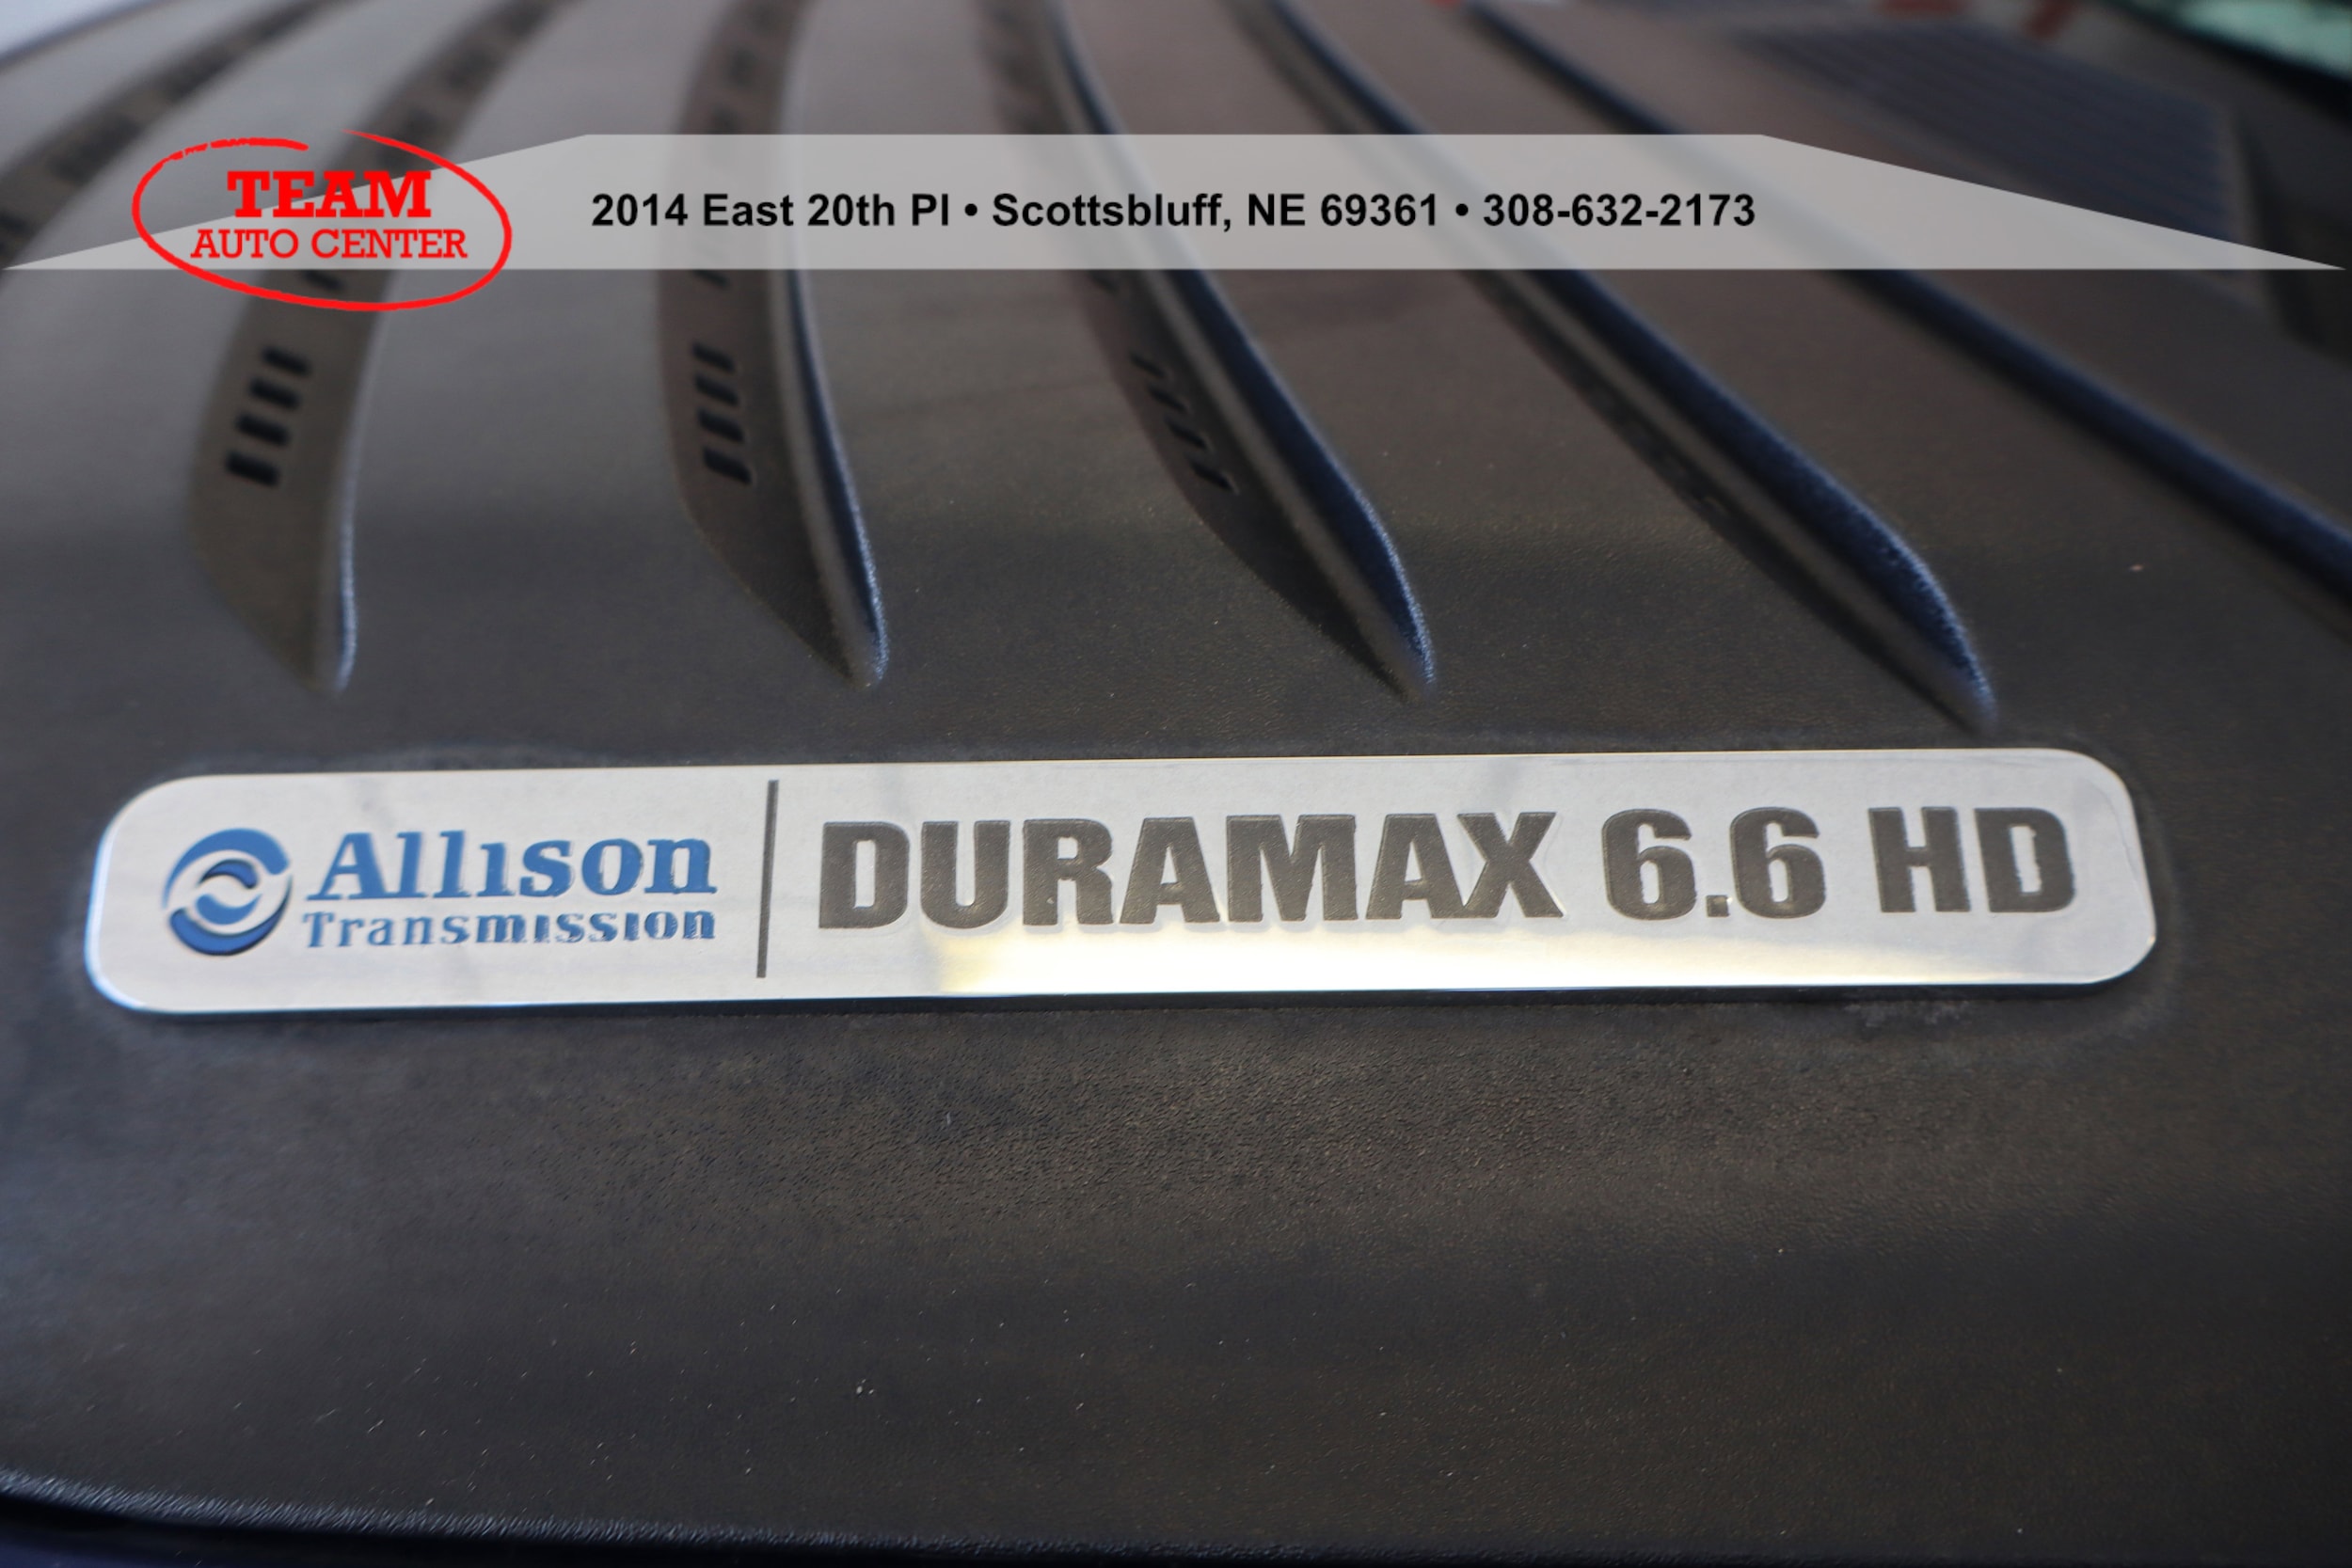 TEAM
AUTO CENTER
2014 East 20th Pl • Scottsbluff, NE 69361 • 308-632-2173
Allison
Transmission
DURAMAX 6.6 HD